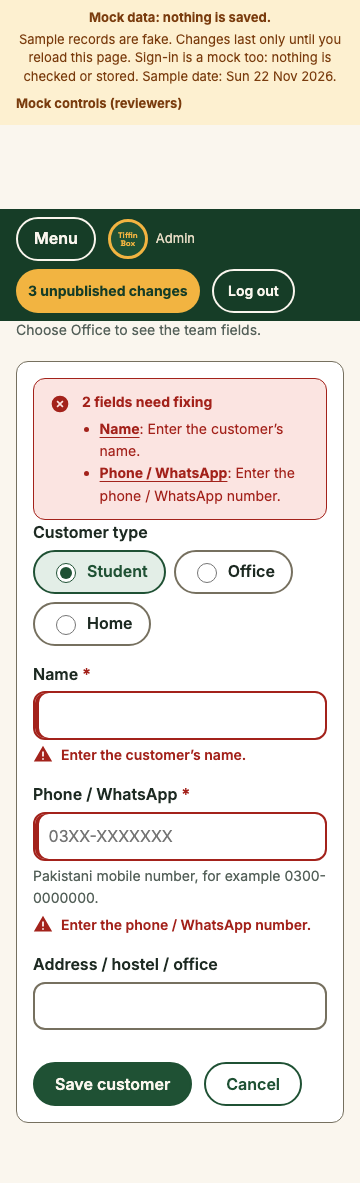 Mock data: nothing is saved.
Sample records are fake. Changes last only until you
reload this page. Sign-in is a mock too: nothing is
checked or stored. Sample date: Sun 22 Nov 2026.
Mock controls (reviewers)
Menu
Tiffin
Box
Admin
3 unpublished changes
Log out
Choose Office to see the team fields.
2 fields need fixing
Name: Enter the customer’s
name.
Phone / WhatsApp: Enter the
phone / WhatsApp number.
Customer type
Student
Office
Home
Name *
Enter the customer’s name.
Phone / WhatsApp *
03XX-XXXXXXX
Pakistani mobile number, for example 0300-
0000000.
Enter the phone / WhatsApp number.
Address / hostel / office
Save customer
Cancel